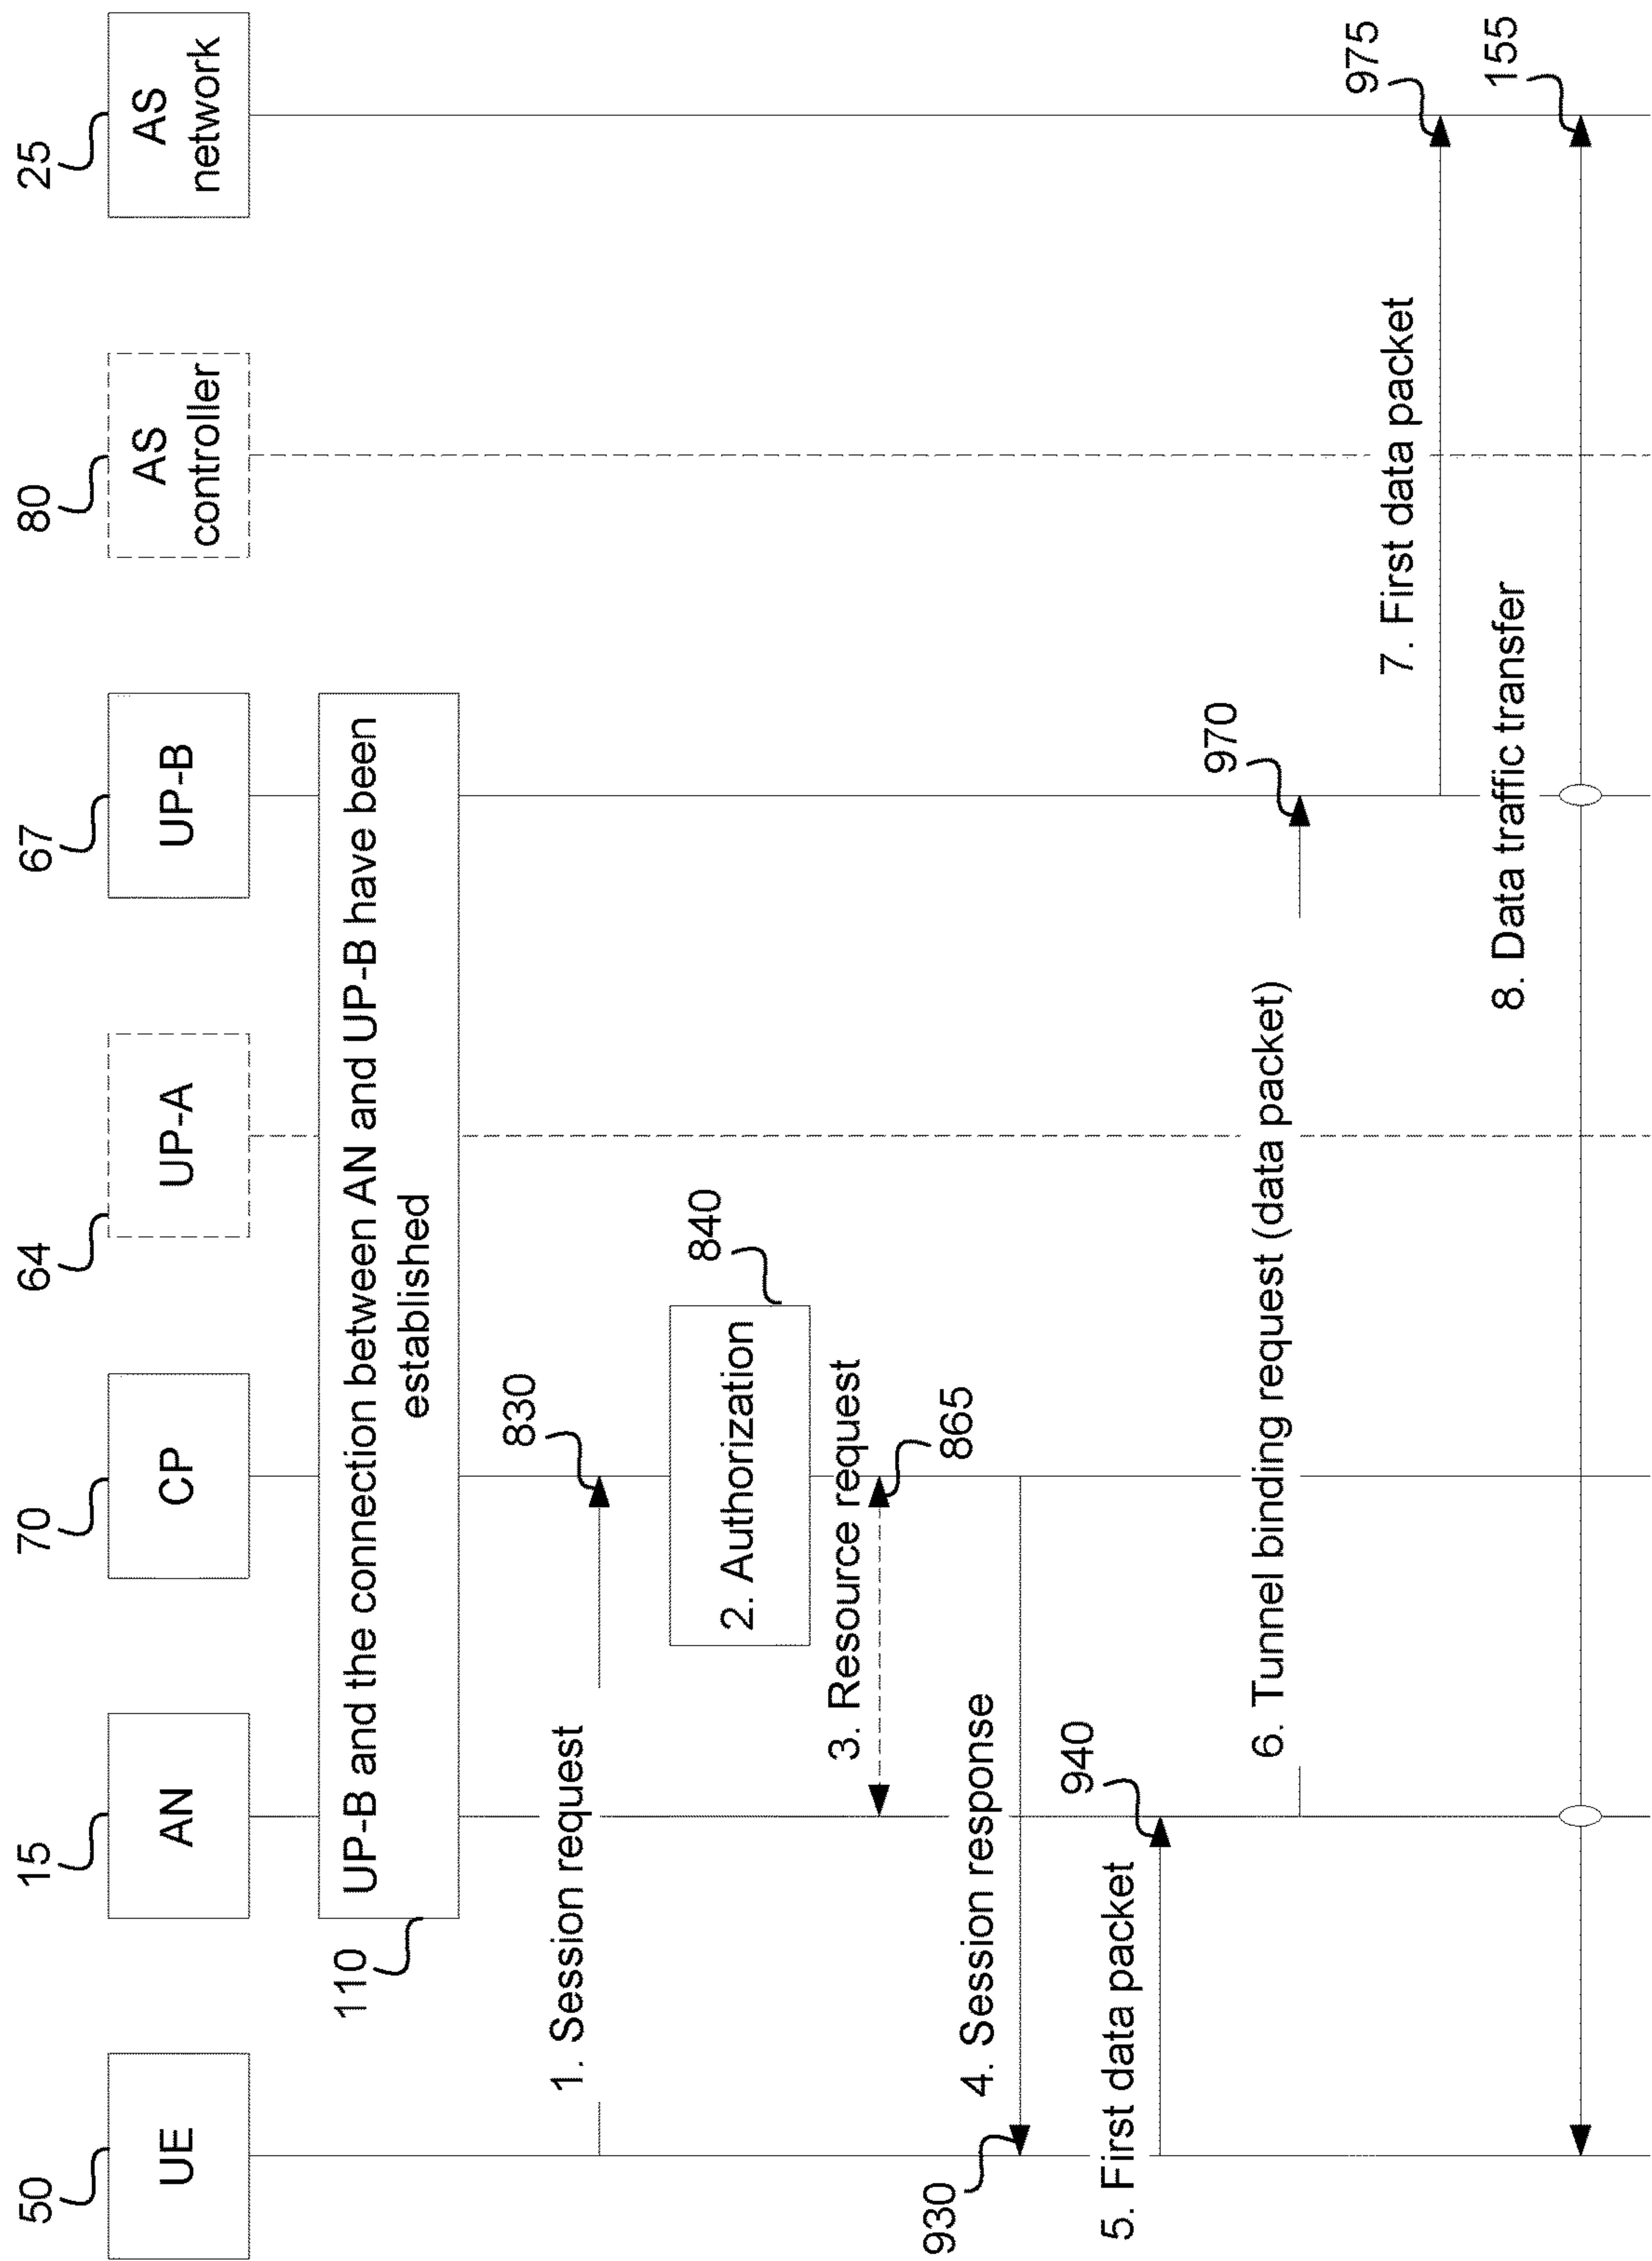 50
15
70
64
67
80
25
UE
AN
CP
UP-A
UP-B
AS
controller
AS
network
110
UP-B and the connection between AN and UP-B have been
established
1. Session request
830
2. Authorization
840
3. Resource request
865
4. Session response
930
5. First data packet
940
6. Tunnel binding request (data packet)
970
7. First data packet
975
8. Data traffic transfer
155